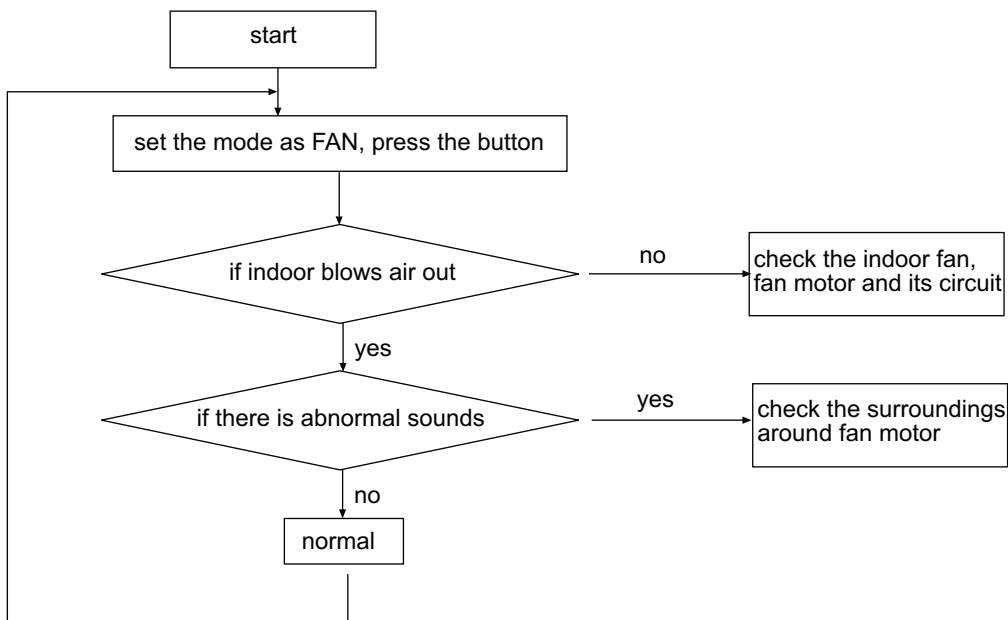 start
set the mode as FAN, press the button
if indoor blows air out
no
check the indoor fan,
fan motor and its circuit
yes
if there is abnormal sounds
yes
check the surroundings
around fan motor
no
normal